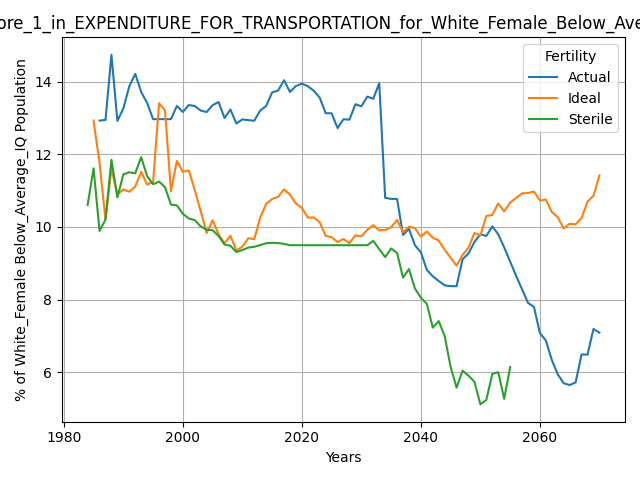 ore_1_in_EXPENDITURE_FOR_TRANSPORTATION_for_White_Female_Below_Ave
% of White_Female Below_Average_IQ Population
14
12
10
8
6
Fertility
Actual
Ideal
Sterile
1980
2000
2020
2040
2060
Years